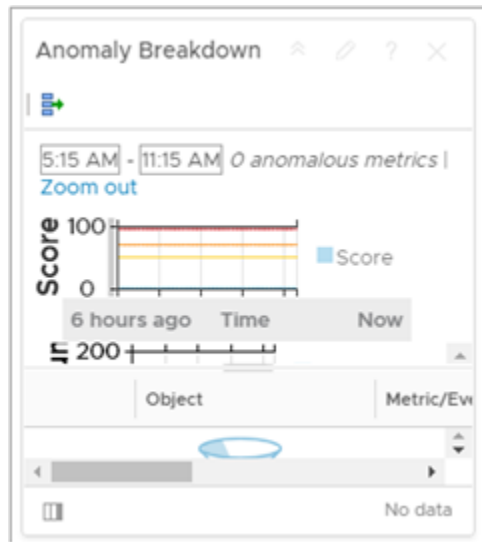 Anomaly Breakdown
5:15 AM - 11:15 AM 0 anomalous metrics |
Zoom out
Score
100
0
Score
6 hours ago Time Now
200
Object Metric/Eve
No data